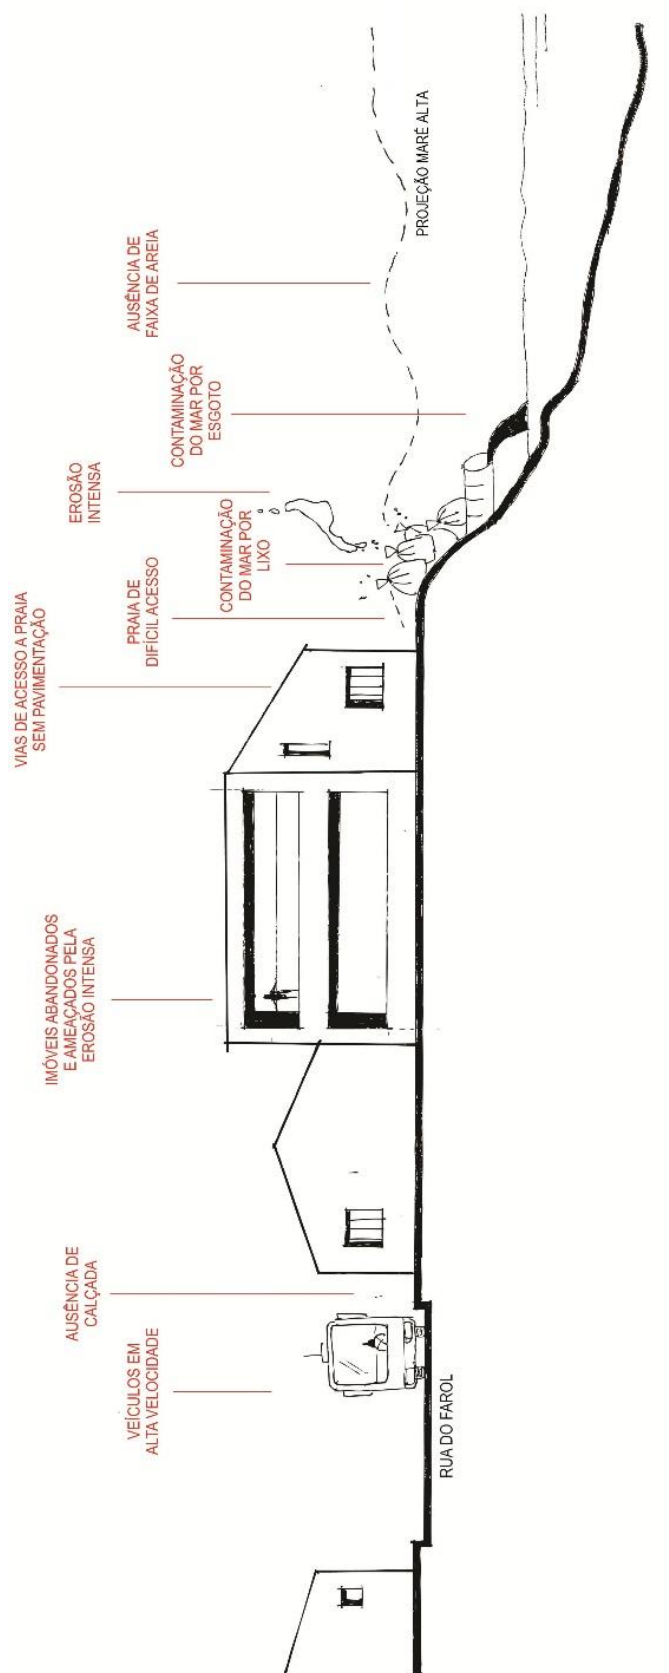 VEÍCULOS EM
ALTA VELOCIDADE
AUSÊNCIA DE
CALÇADA
IMÓVEIS ABANDONADOS
E AMEAÇADOS PELA
EROSÃO INTENSA
VIAS DE ACESSO A PRAIA
SEM PAVIMENTAÇÃO
PRAIA DE
DIFÍCIL ACESSO
CONTAMINAÇÃO
DO MAR POR
LIXO
EROSÃO
INTENSA
CONTAMINAÇÃO
DO MAR POR
ESGOTO
AUSÊNCIA DE
FAIXA DE AREIA
PROJEÇÃO MARÉ ALTA
RUA DO FAROL